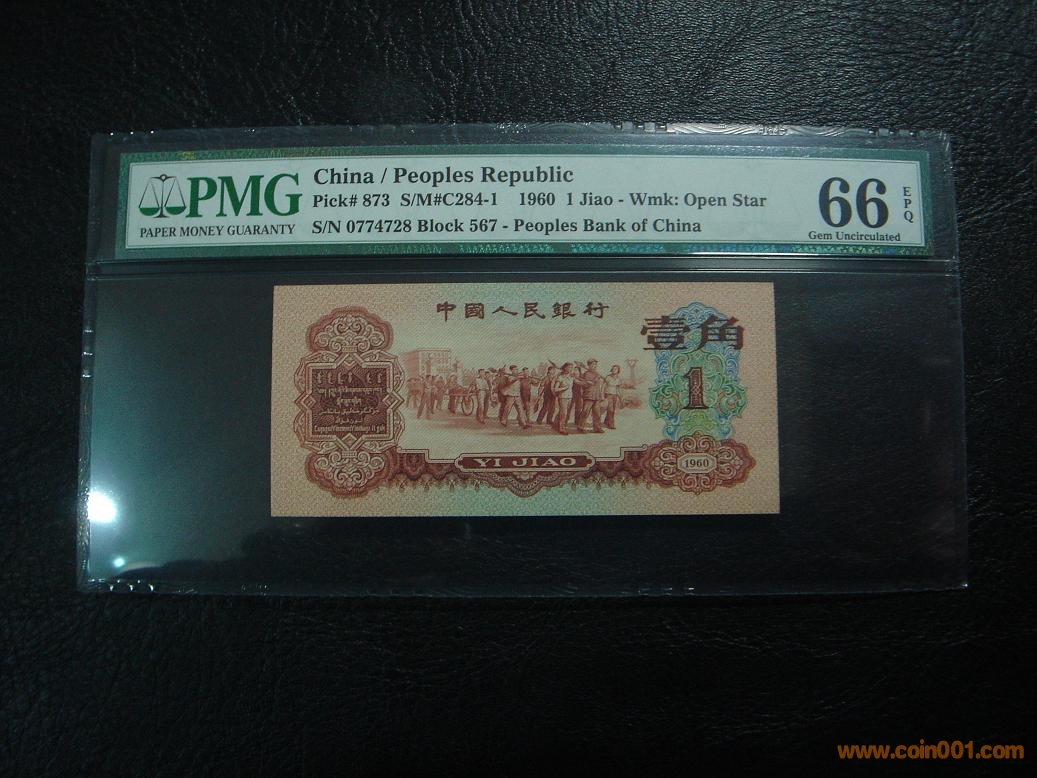 PMG
PAPER MONEY GUARANTY
China / Peoples Republic
Pick# 873 S/M#C284-1 1960 1 Jiao - Wmk: Open Star
S/N 0774728 Block 567 - Peoples Bank of China
66
EPQ
Gem Uncirculated
中國人民銀行
壹角
1
YI JIAO
1960
www.coin001.com